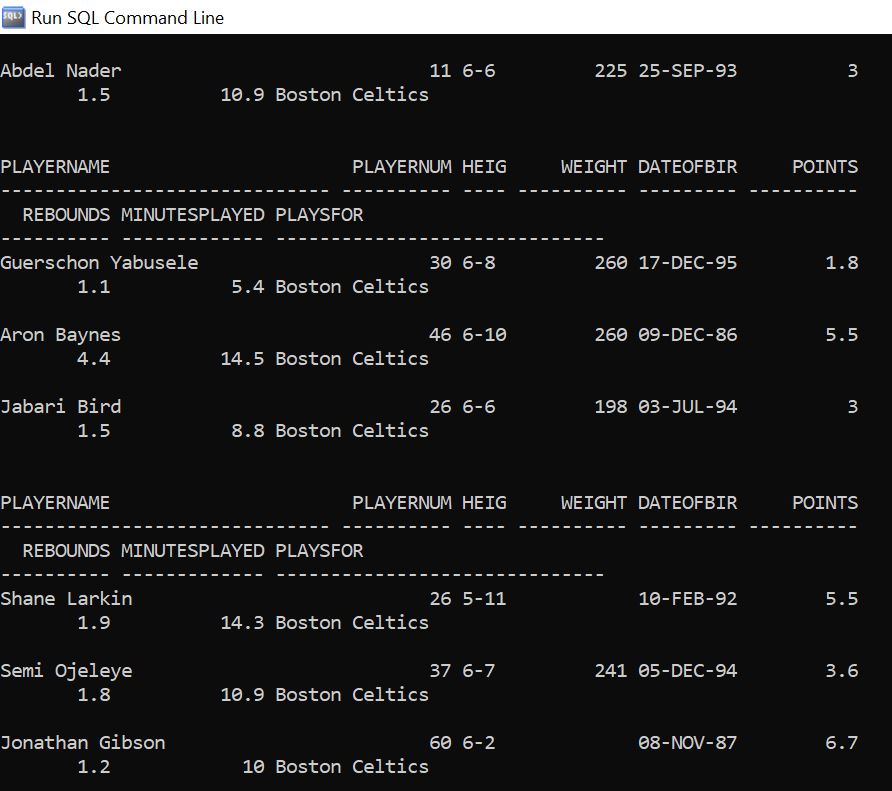 SQL> Run SQL Command Line
Abdel Nader                            11 6-6         225 25-SEP-93          3
       1.5          10.9 Boston Celtics
PLAYERNAME                      PLAYERNUM HEIG     WEIGHT DATEOFBIR     POINTS
------------------------------ ---------- ---- ---------- --------- ----------
  REBOUNDS MINUTESPLAYED PLAYSFOR
---------- ------------- ------------------------------
Guerschon Yabusele                     30 6-8         260 17-DEC-95        1.8
       1.1           5.4 Boston Celtics
Aron Baynes                            46 6-10        260 09-DEC-86        5.5
       4.4          14.5 Boston Celtics
Jabari Bird                            26 6-6         198 03-JUL-94          3
       1.5           8.8 Boston Celtics
PLAYERNAME                      PLAYERNUM HEIG     WEIGHT DATEOFBIR     POINTS
------------------------------ ---------- ---- ---------- --------- ----------
  REBOUNDS MINUTESPLAYED PLAYSFOR
---------- ------------- ------------------------------
Shane Larkin                           26 5-11            10-FEB-92        5.5
       1.9          14.3 Boston Celtics
Semi Ojeleye                           37 6-7         241 05-DEC-94        3.6
       1.8          10.9 Boston Celtics
Jonathan Gibson                        60 6-2             08-NOV-87        6.7
       1.2            10 Boston Celtics